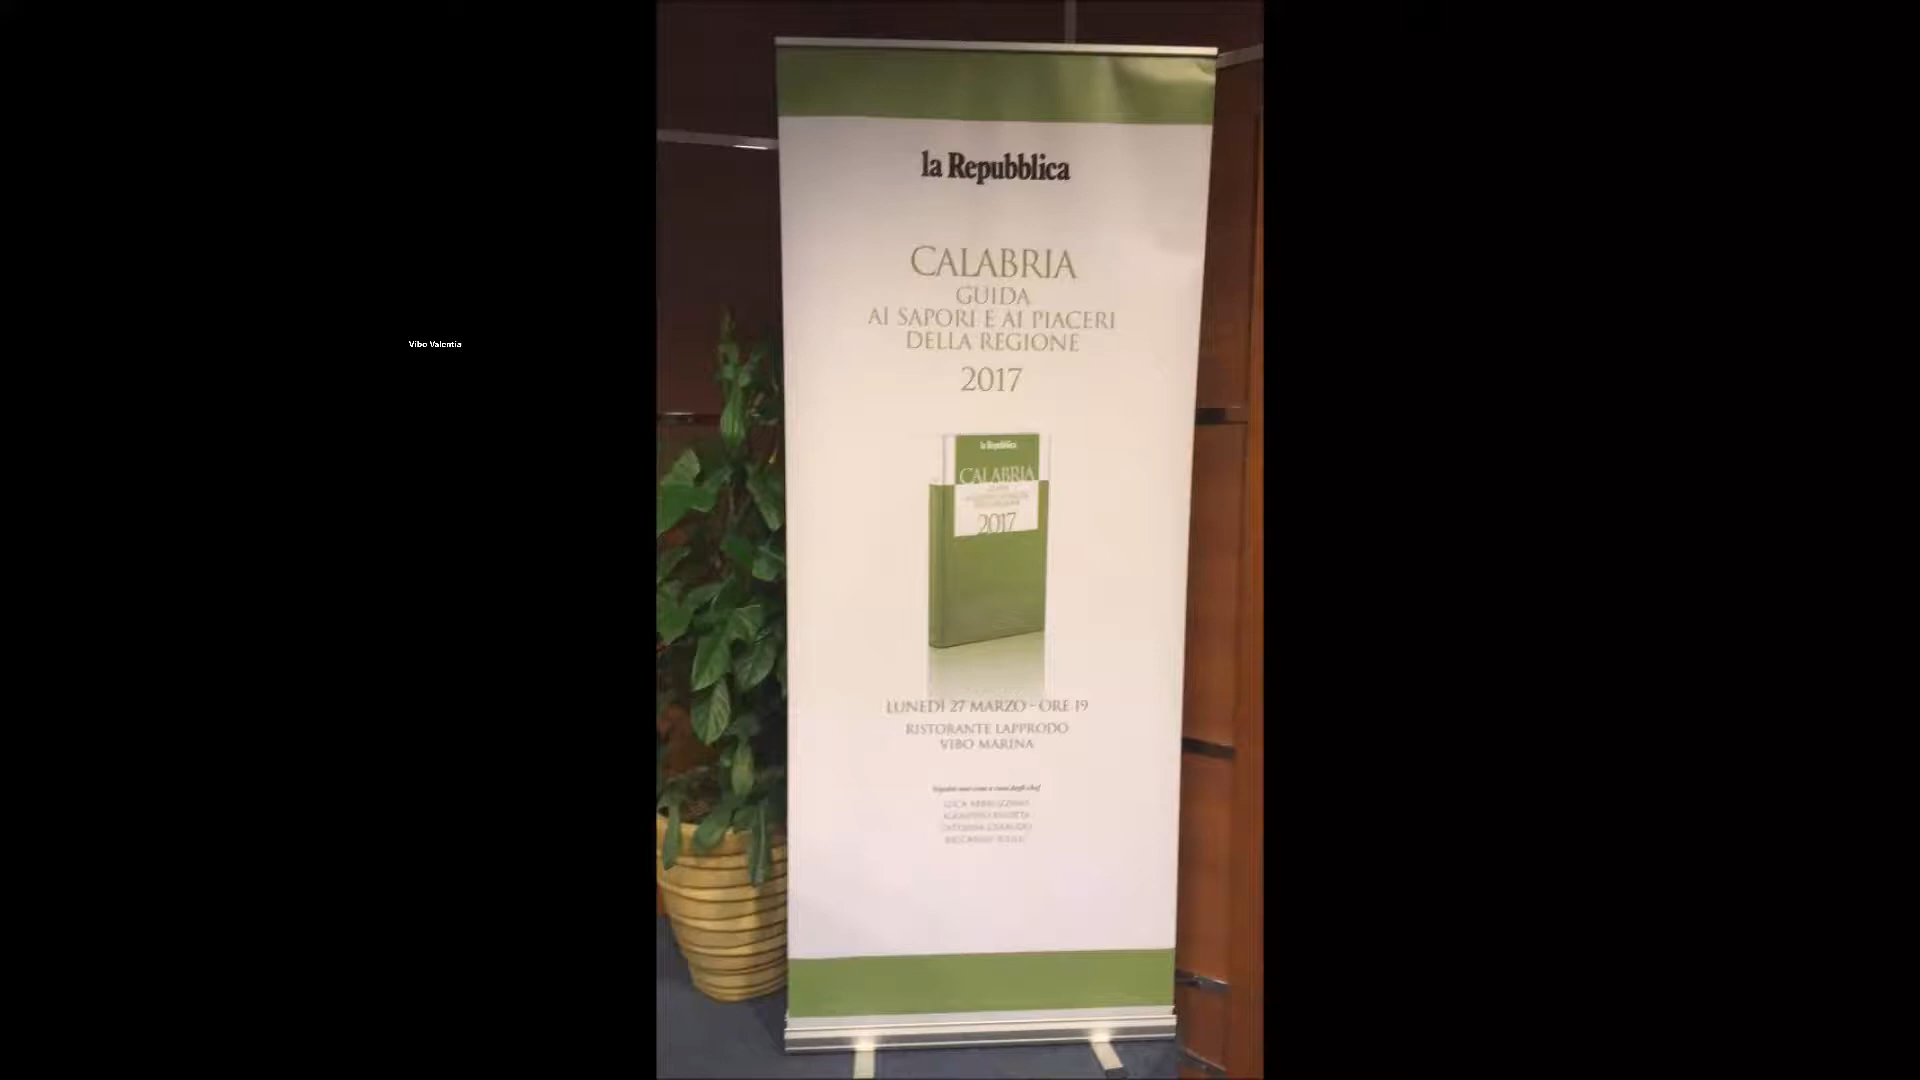 Vibo Valentia
la Repubblica
CALABRIA
GUIDA
AI SAPORI E AI PIACERI
DELLA REGIONE
2017
la Repubblica
CALABRIA
2017
LUNEDÌ 27 MARZO - ORE 19
RISTORANTE LAPPRODO
VIBO MARINA